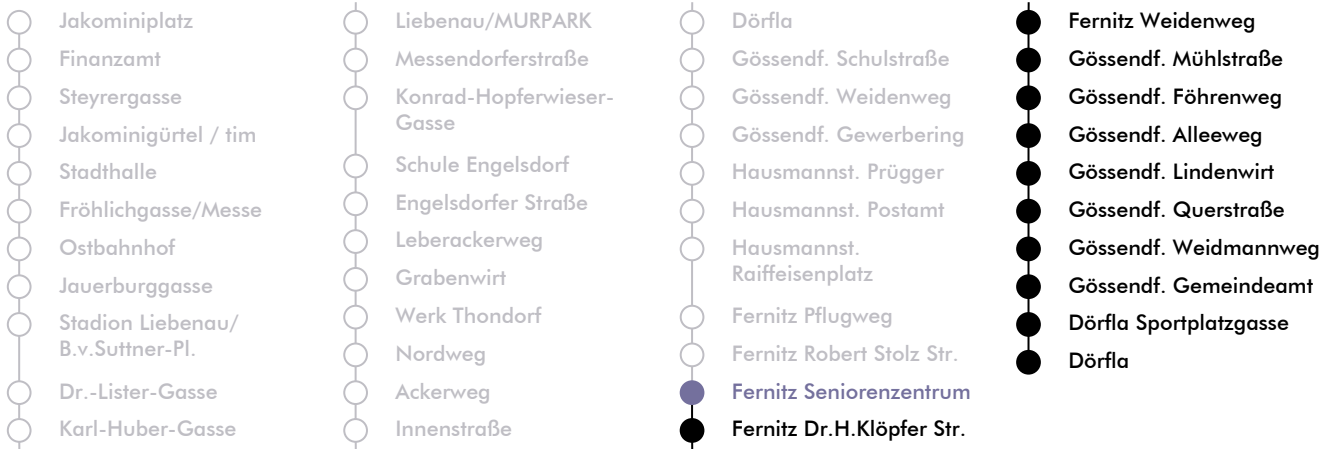 Jakominiplatz
Finanzamt
Steyrergasse
Jakominigürtel / tim
Stadthalle
Fröhlichgasse/Messe
Ostbahnhof
Jauerburggasse
Stadion Liebenau/
B.v.Suttner-Pl.
Dr.-Lister-Gasse
Karl-Huber-Gasse
Liebenau/MURPARK
Messendorferstraße
Konrad-Hopferwieser-
Gasse
Schule Engelsdorf
Engelsdorfer Straße
Leberackerweg
Grabenwirt
Werk Thondorf
Nordweg
Ackerweg
Innenstraße
Dörfla
Gössendf. Schulstraße
Gössendf. Weidenweg
Gössendf. Gewerbering
Hausmannst. Prügger
Hausmannst. Postamt
Hausmannst.
Raiffeisenplatz
Fernitz Pflugweg
Fernitz Robert Stolz Str.
Fernitz Seniorenzentrum
Fernitz Dr.H.Klöpfer Str.
Fernitz Weidenweg
Gössendf. Mühlstraße
Gössendf. Föhrenweg
Gössendf. Alleeweg
Gössendf. Lindenwirt
Gössendf. Querstraße
Gössendf. Weidmannweg
Gössendf. Gemeindeamt
Dörfla Sportplatzgasse
Dörfla